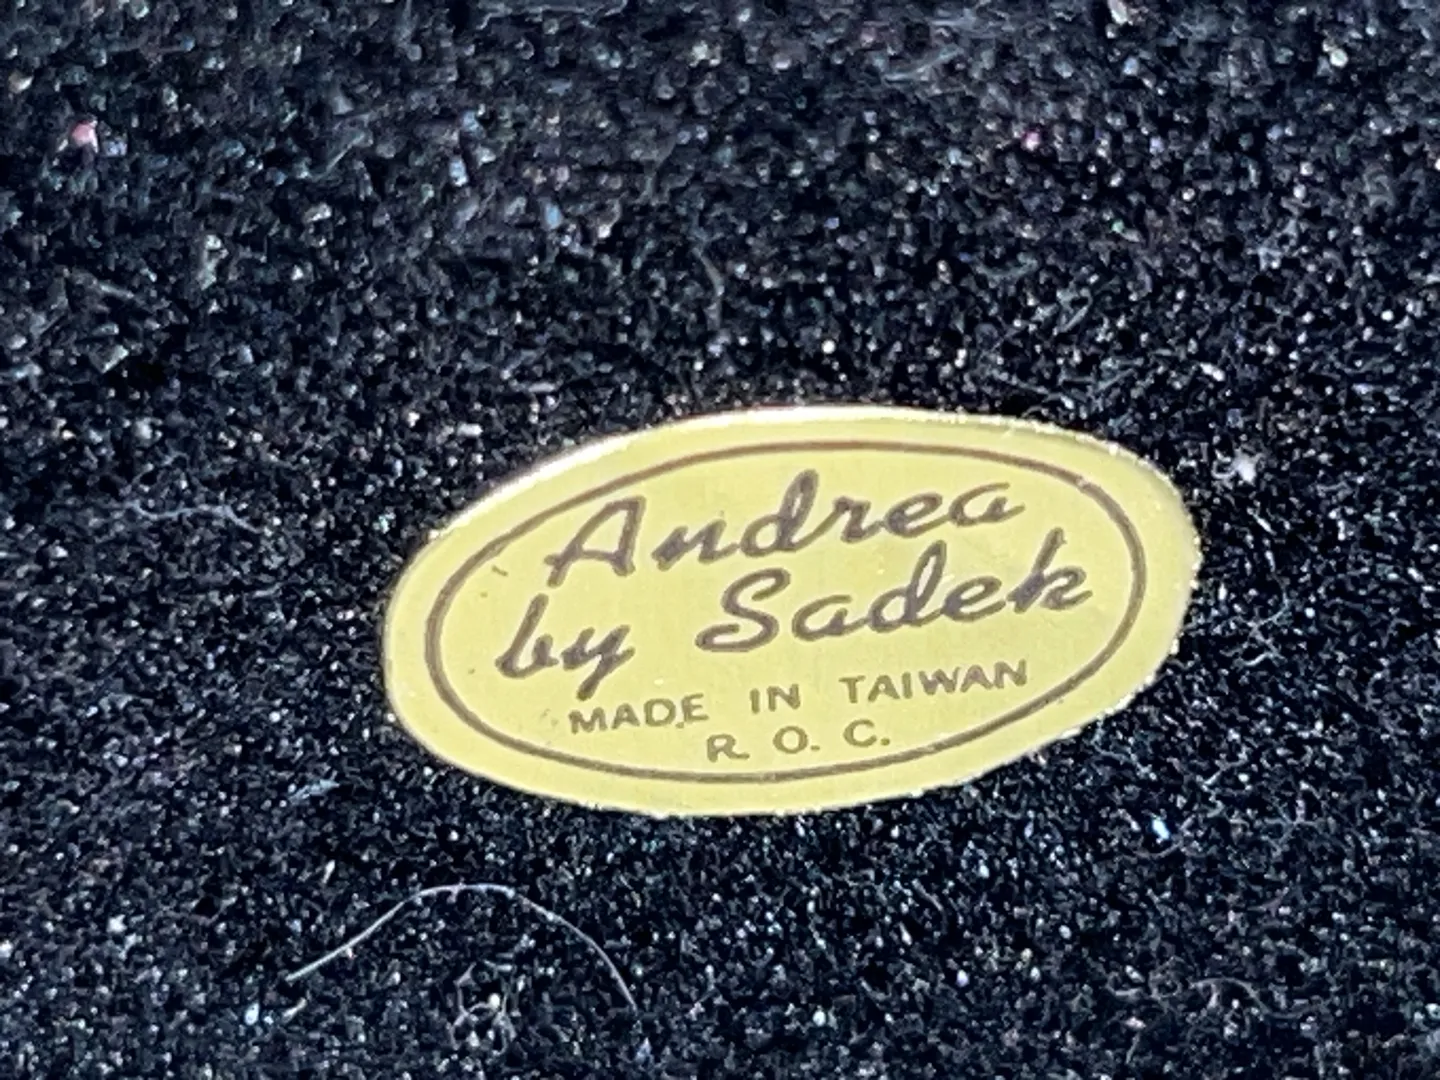 Andrea
by Sadek
MADE IN TAIWAN
R. O. C.